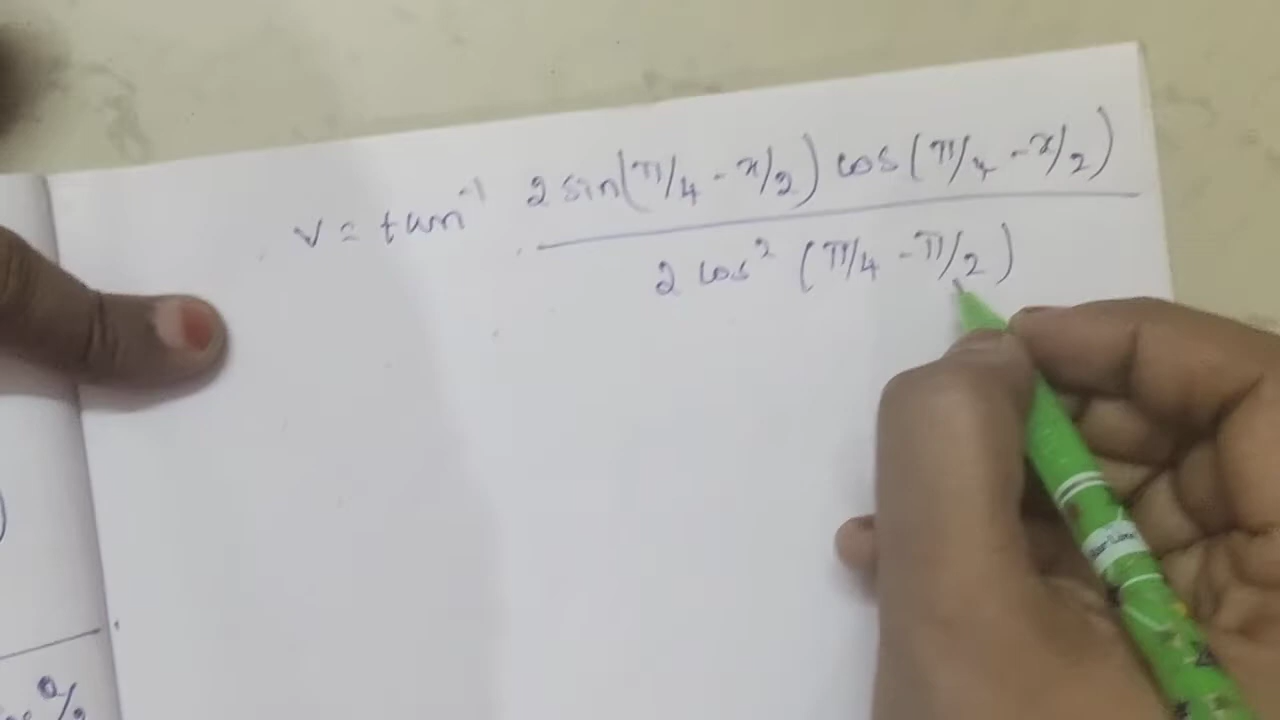 v = tan⁻¹ 2 sin(π/4 - x/2) cos(π/4 - x/2)
2 cos² (π/4 - π/2)